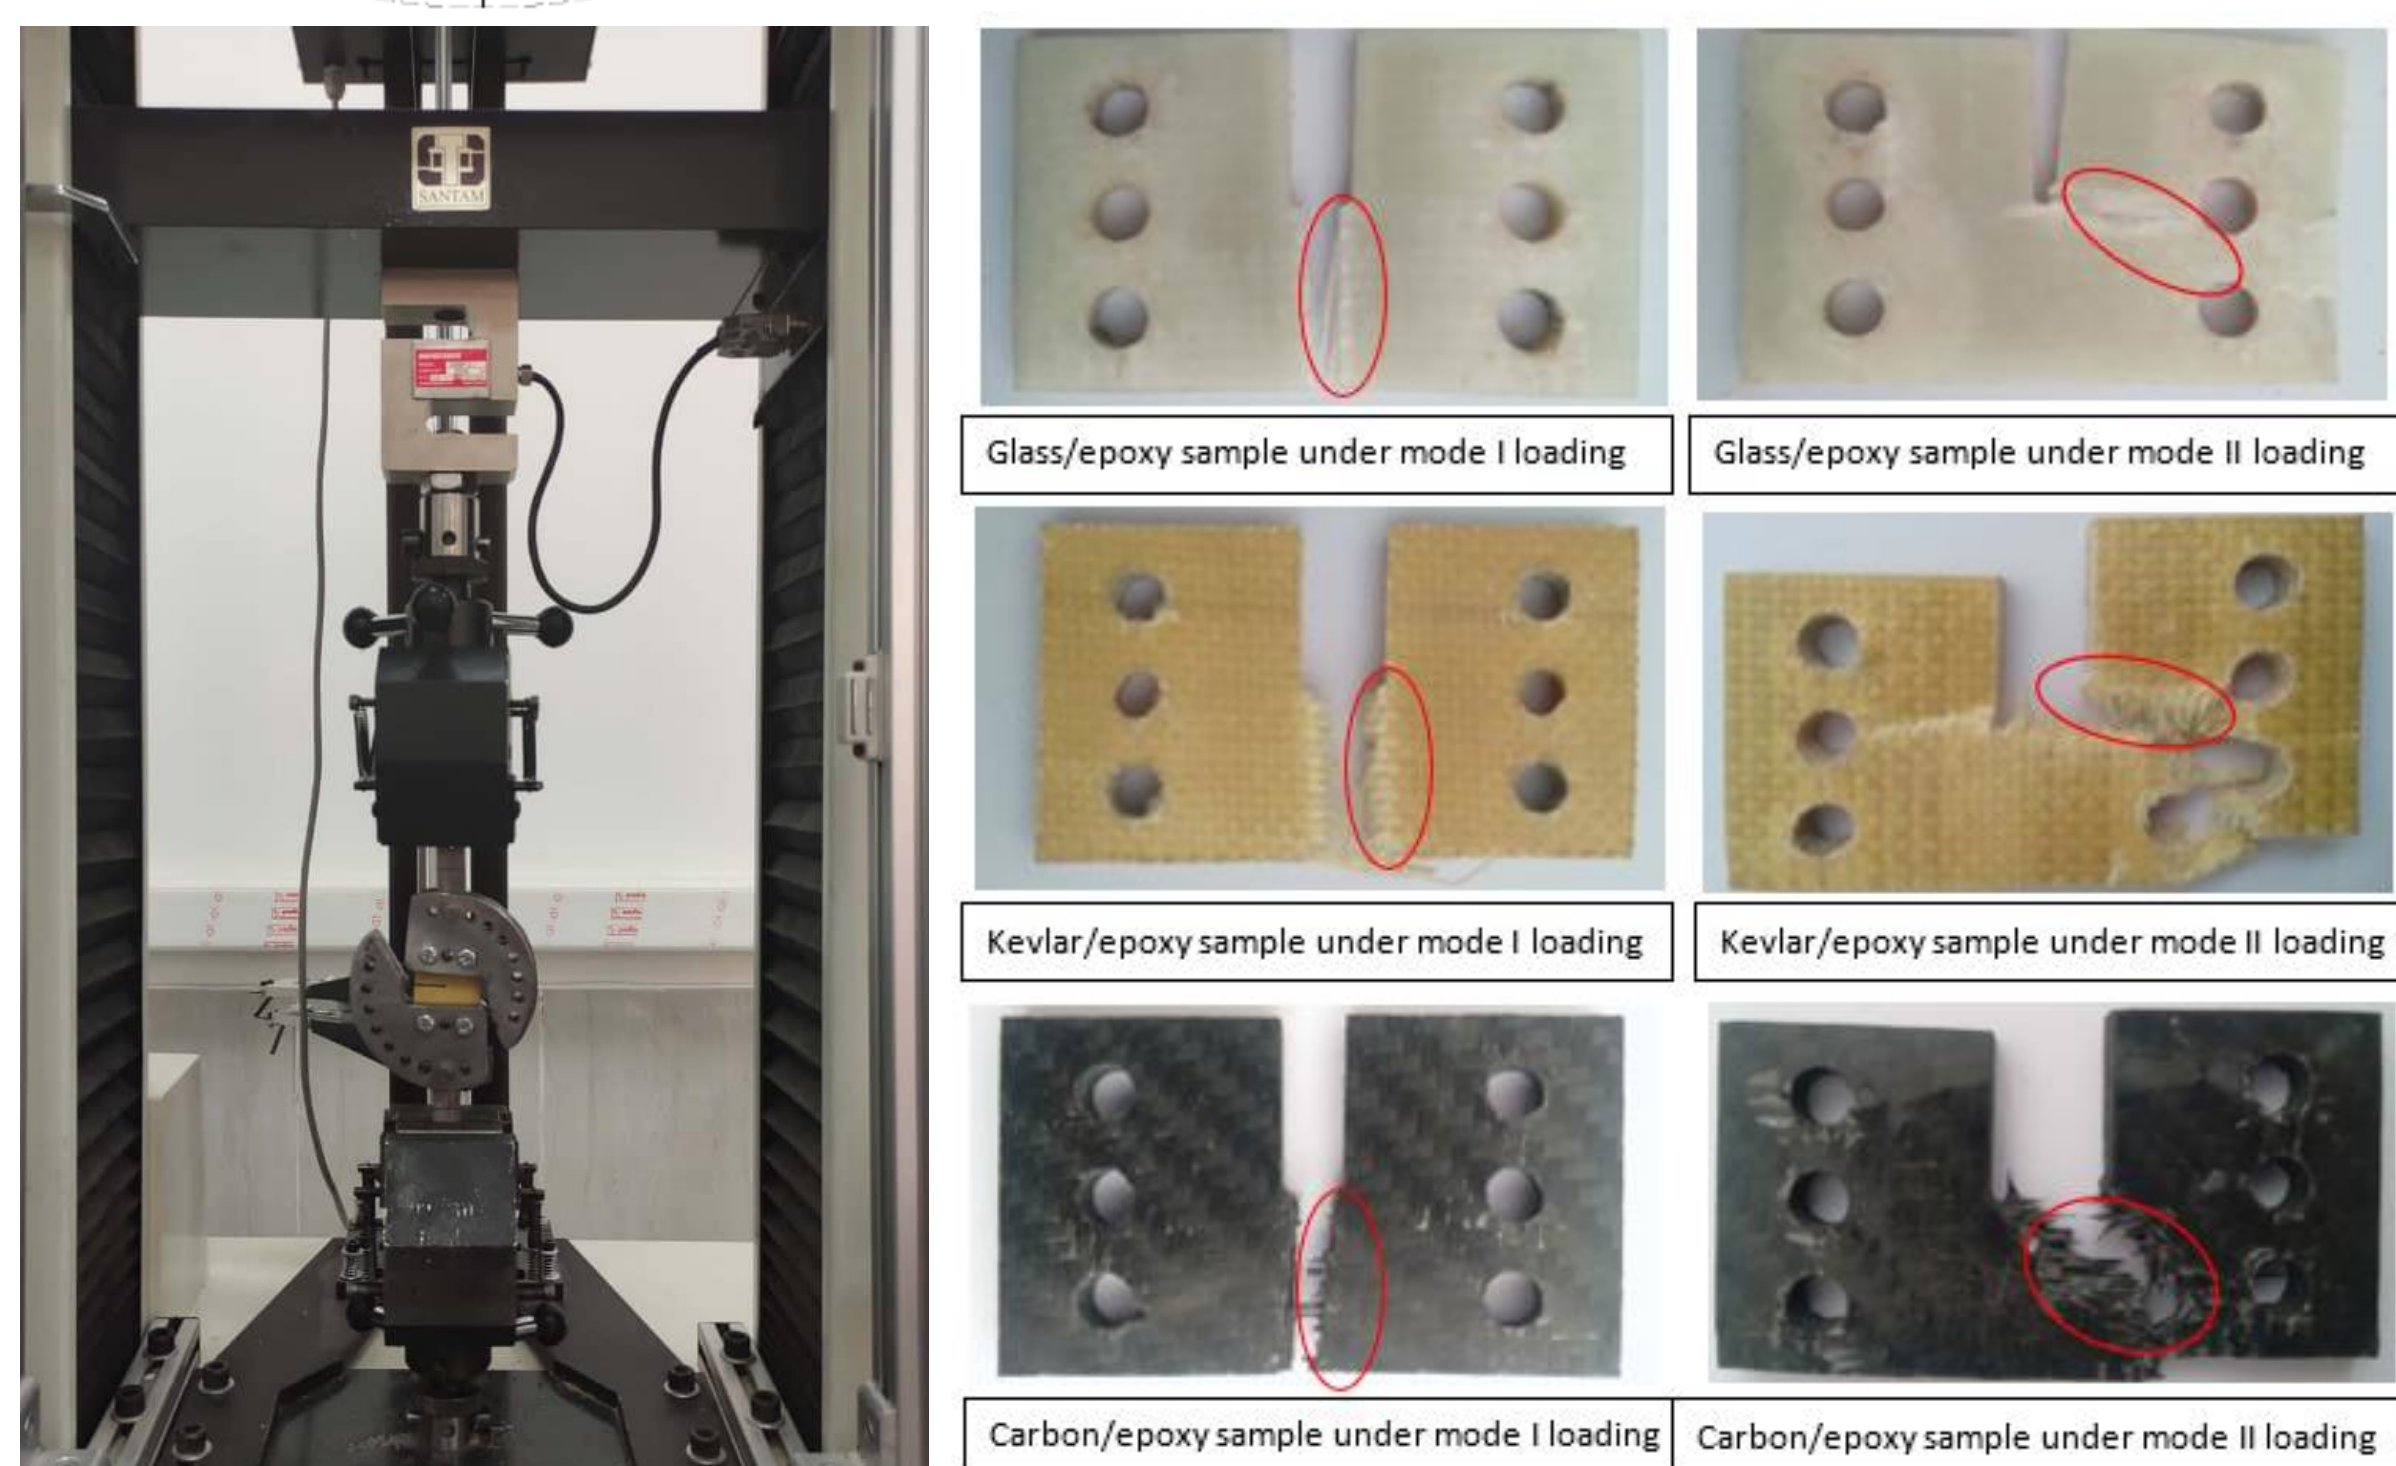 SANTAM
Glass/epoxy sample under mode I loading
Glass/epoxy sample under mode II loading
Kevlar/epoxy sample under mode I loading
Kevlar/epoxy sample under mode II loading
Carbon/epoxy sample under mode I loading
Carbon/epoxy sample under mode II loading